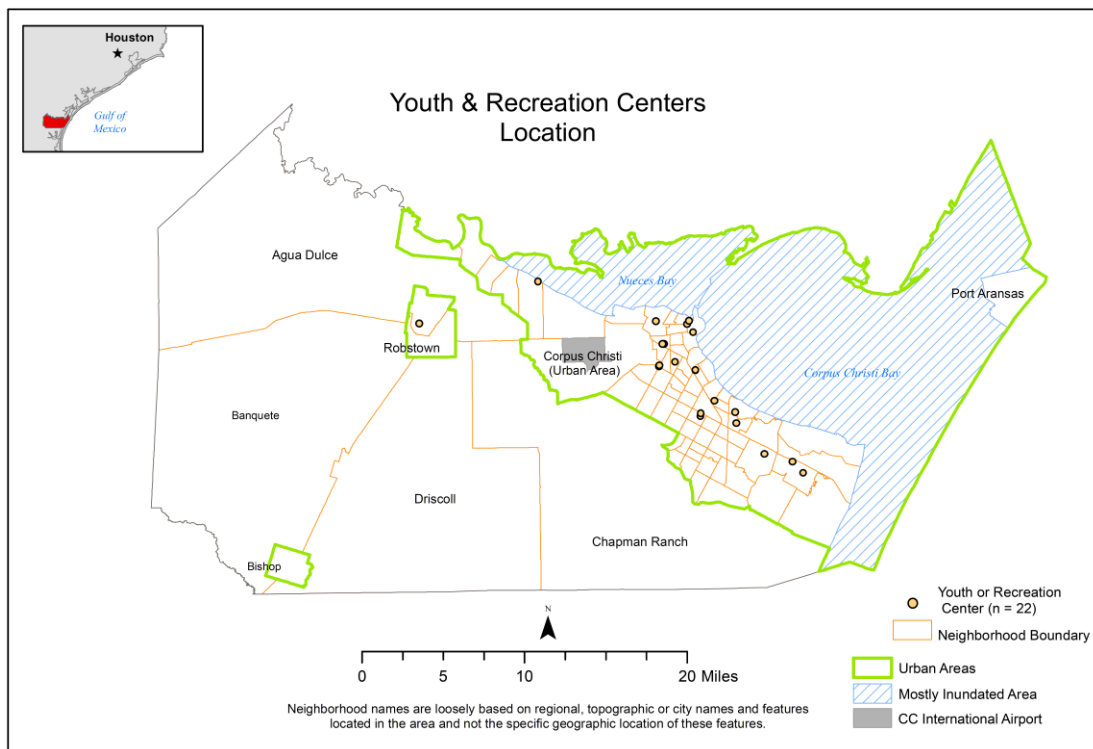 Houston
Gulf of
Mexico
Youth & Recreation Centers
Location
Agua Dulce
Nueces Bay
Port Aransas
Robstown
Corpus Christi
(Urban Area)
Corpus Christi Bay
Banquete
Driscoll
Chapman Ranch
Bishop
N
0 5 10 20 Miles
Neighborhood names are loosely based on regional, topographic or city names and features
located in the area and not the specific geographic location of these features.
Youth or Recreation
Center (n = 22)
Neighborhood Boundary
Urban Areas
Mostly Inundated Area
CC International Airport